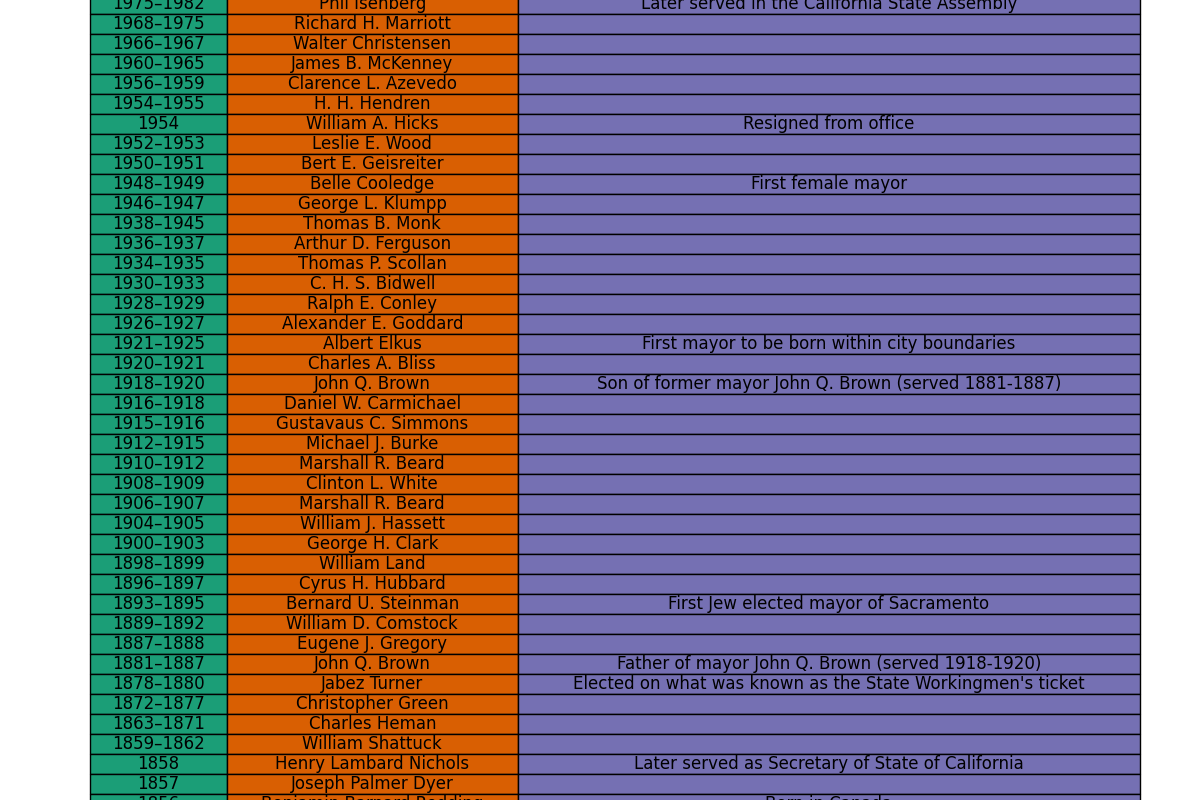 1975–1982 Phil Isenberg Later served in the California State Assembly
1968–1975 Richard H. Marriott
1966–1967 Walter Christensen
1960–1965 James B. McKenney
1956–1959 Clarence L. Azevedo
1954–1955 H. H. Hendren
1954 William A. Hicks Resigned from office
1952–1953 Leslie E. Wood
1950–1951 Bert E. Geisreiter
1948–1949 Belle Cooledge First female mayor
1946–1947 George L. Klumpp
1938–1945 Thomas B. Monk
1936–1937 Arthur D. Ferguson
1934–1935 Thomas P. Scollan
1930–1933 C. H. S. Bidwell
1928–1929 Ralph E. Conley
1926–1927 Alexander E. Goddard
1921–1925 Albert Elkus First mayor to be born within city boundaries
1920–1921 Charles A. Bliss
1918–1920 John Q. Brown Son of former mayor John Q. Brown (served 1881-1887)
1916–1918 Daniel W. Carmichael
1915–1916 Gustavaus C. Simmons
1912–1915 Michael J. Burke
1910–1912 Marshall R. Beard
1908–1909 Clinton L. White
1906–1907 Marshall R. Beard
1904–1905 William J. Hassett
1900–1903 George H. Clark
1898–1899 William Land
1896–1897 Cyrus H. Hubbard
1893–1895 Bernard U. Steinman First Jew elected mayor of Sacramento
1889–1892 William D. Comstock
1887–1888 Eugene J. Gregory
1881–1887 John Q. Brown Father of mayor John Q. Brown (served 1918-1920)
1878–1880 Jabez Turner Elected on what was known as the State Workingmen's ticket
1872–1877 Christopher Green
1863–1871 Charles Heman
1859–1862 William Shattuck
1858 Henry Lambard Nichols Later served as Secretary of State of California
1857 Joseph Palmer Dyer
1856 Benjamin Barnard Redding Born in Canada